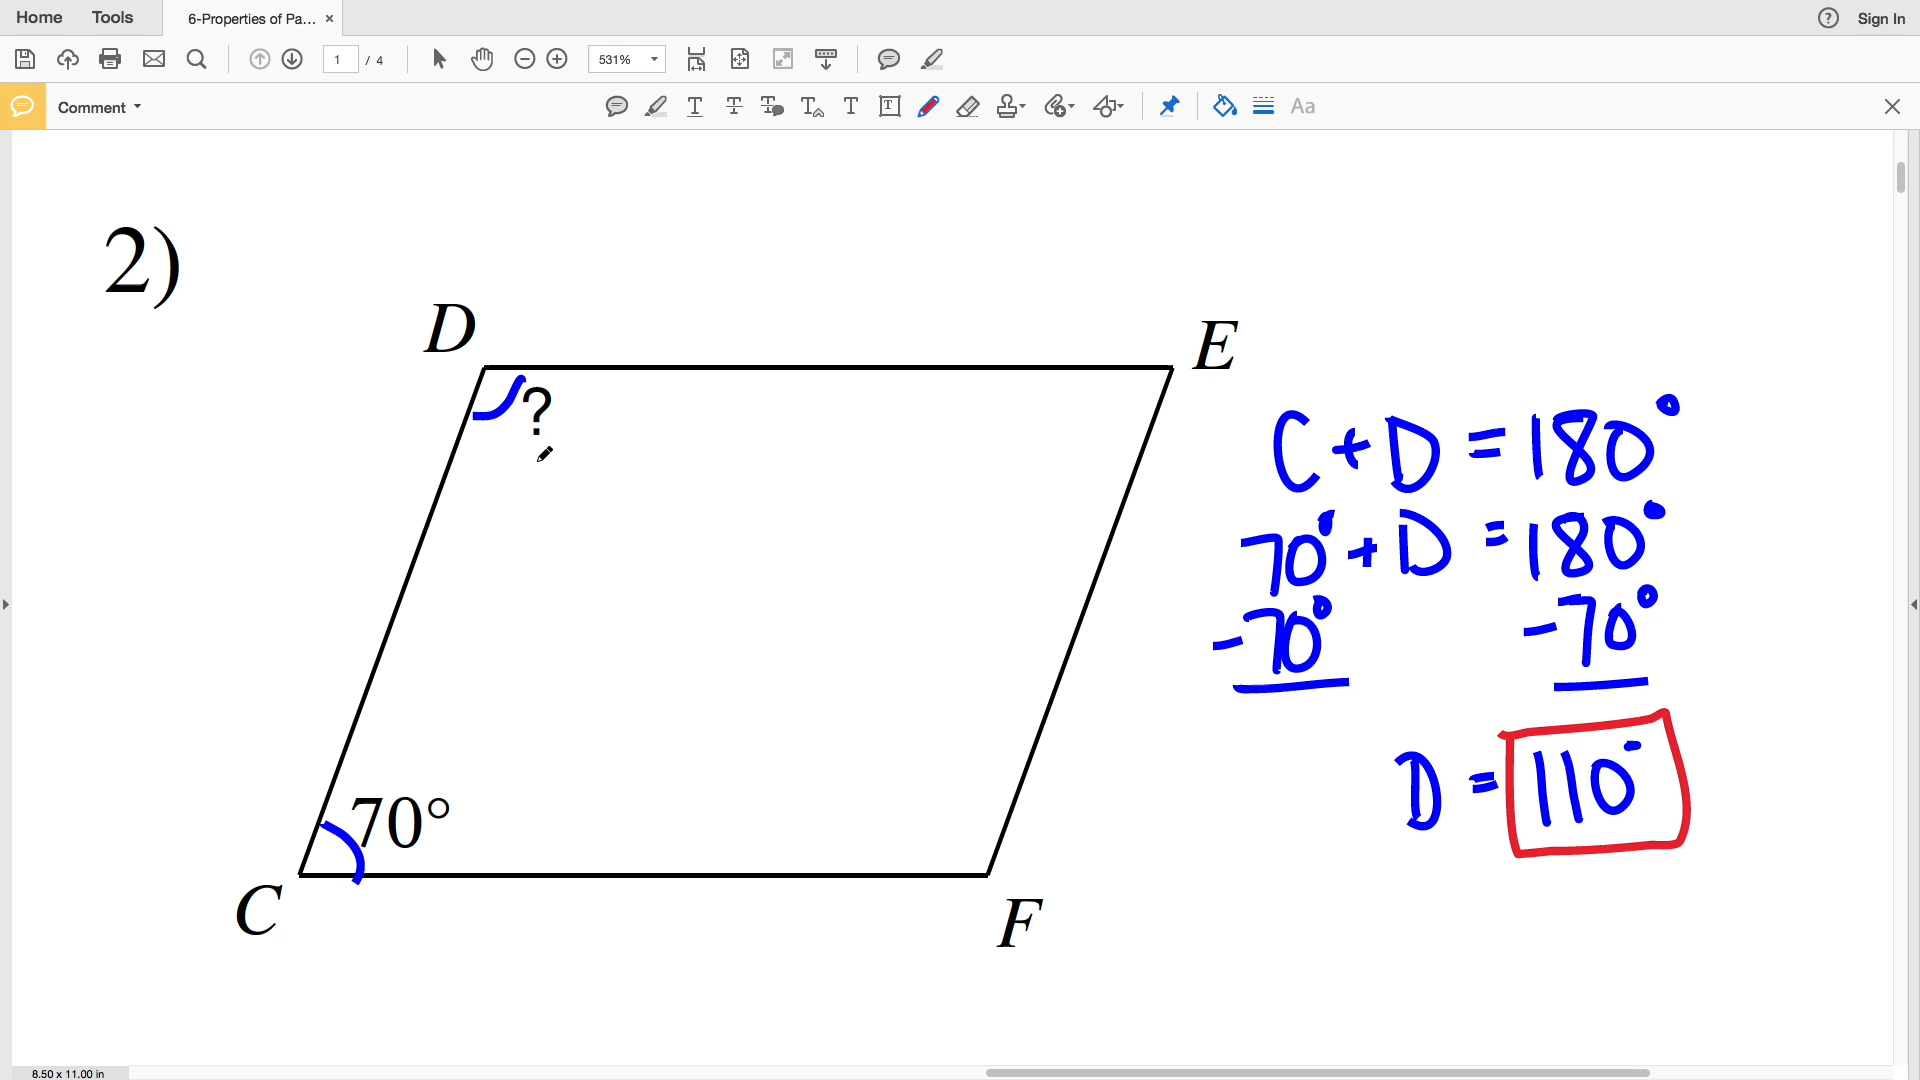 Home Tools 6-Properties of Pa... × ? Sign In
1 / 4 531%
Comment Aa
2)
D
E
?
C + D = 180°
70° + D = 180°
-70° -70°
D = 110°
70°
C
F
8.50 x 11.00 in